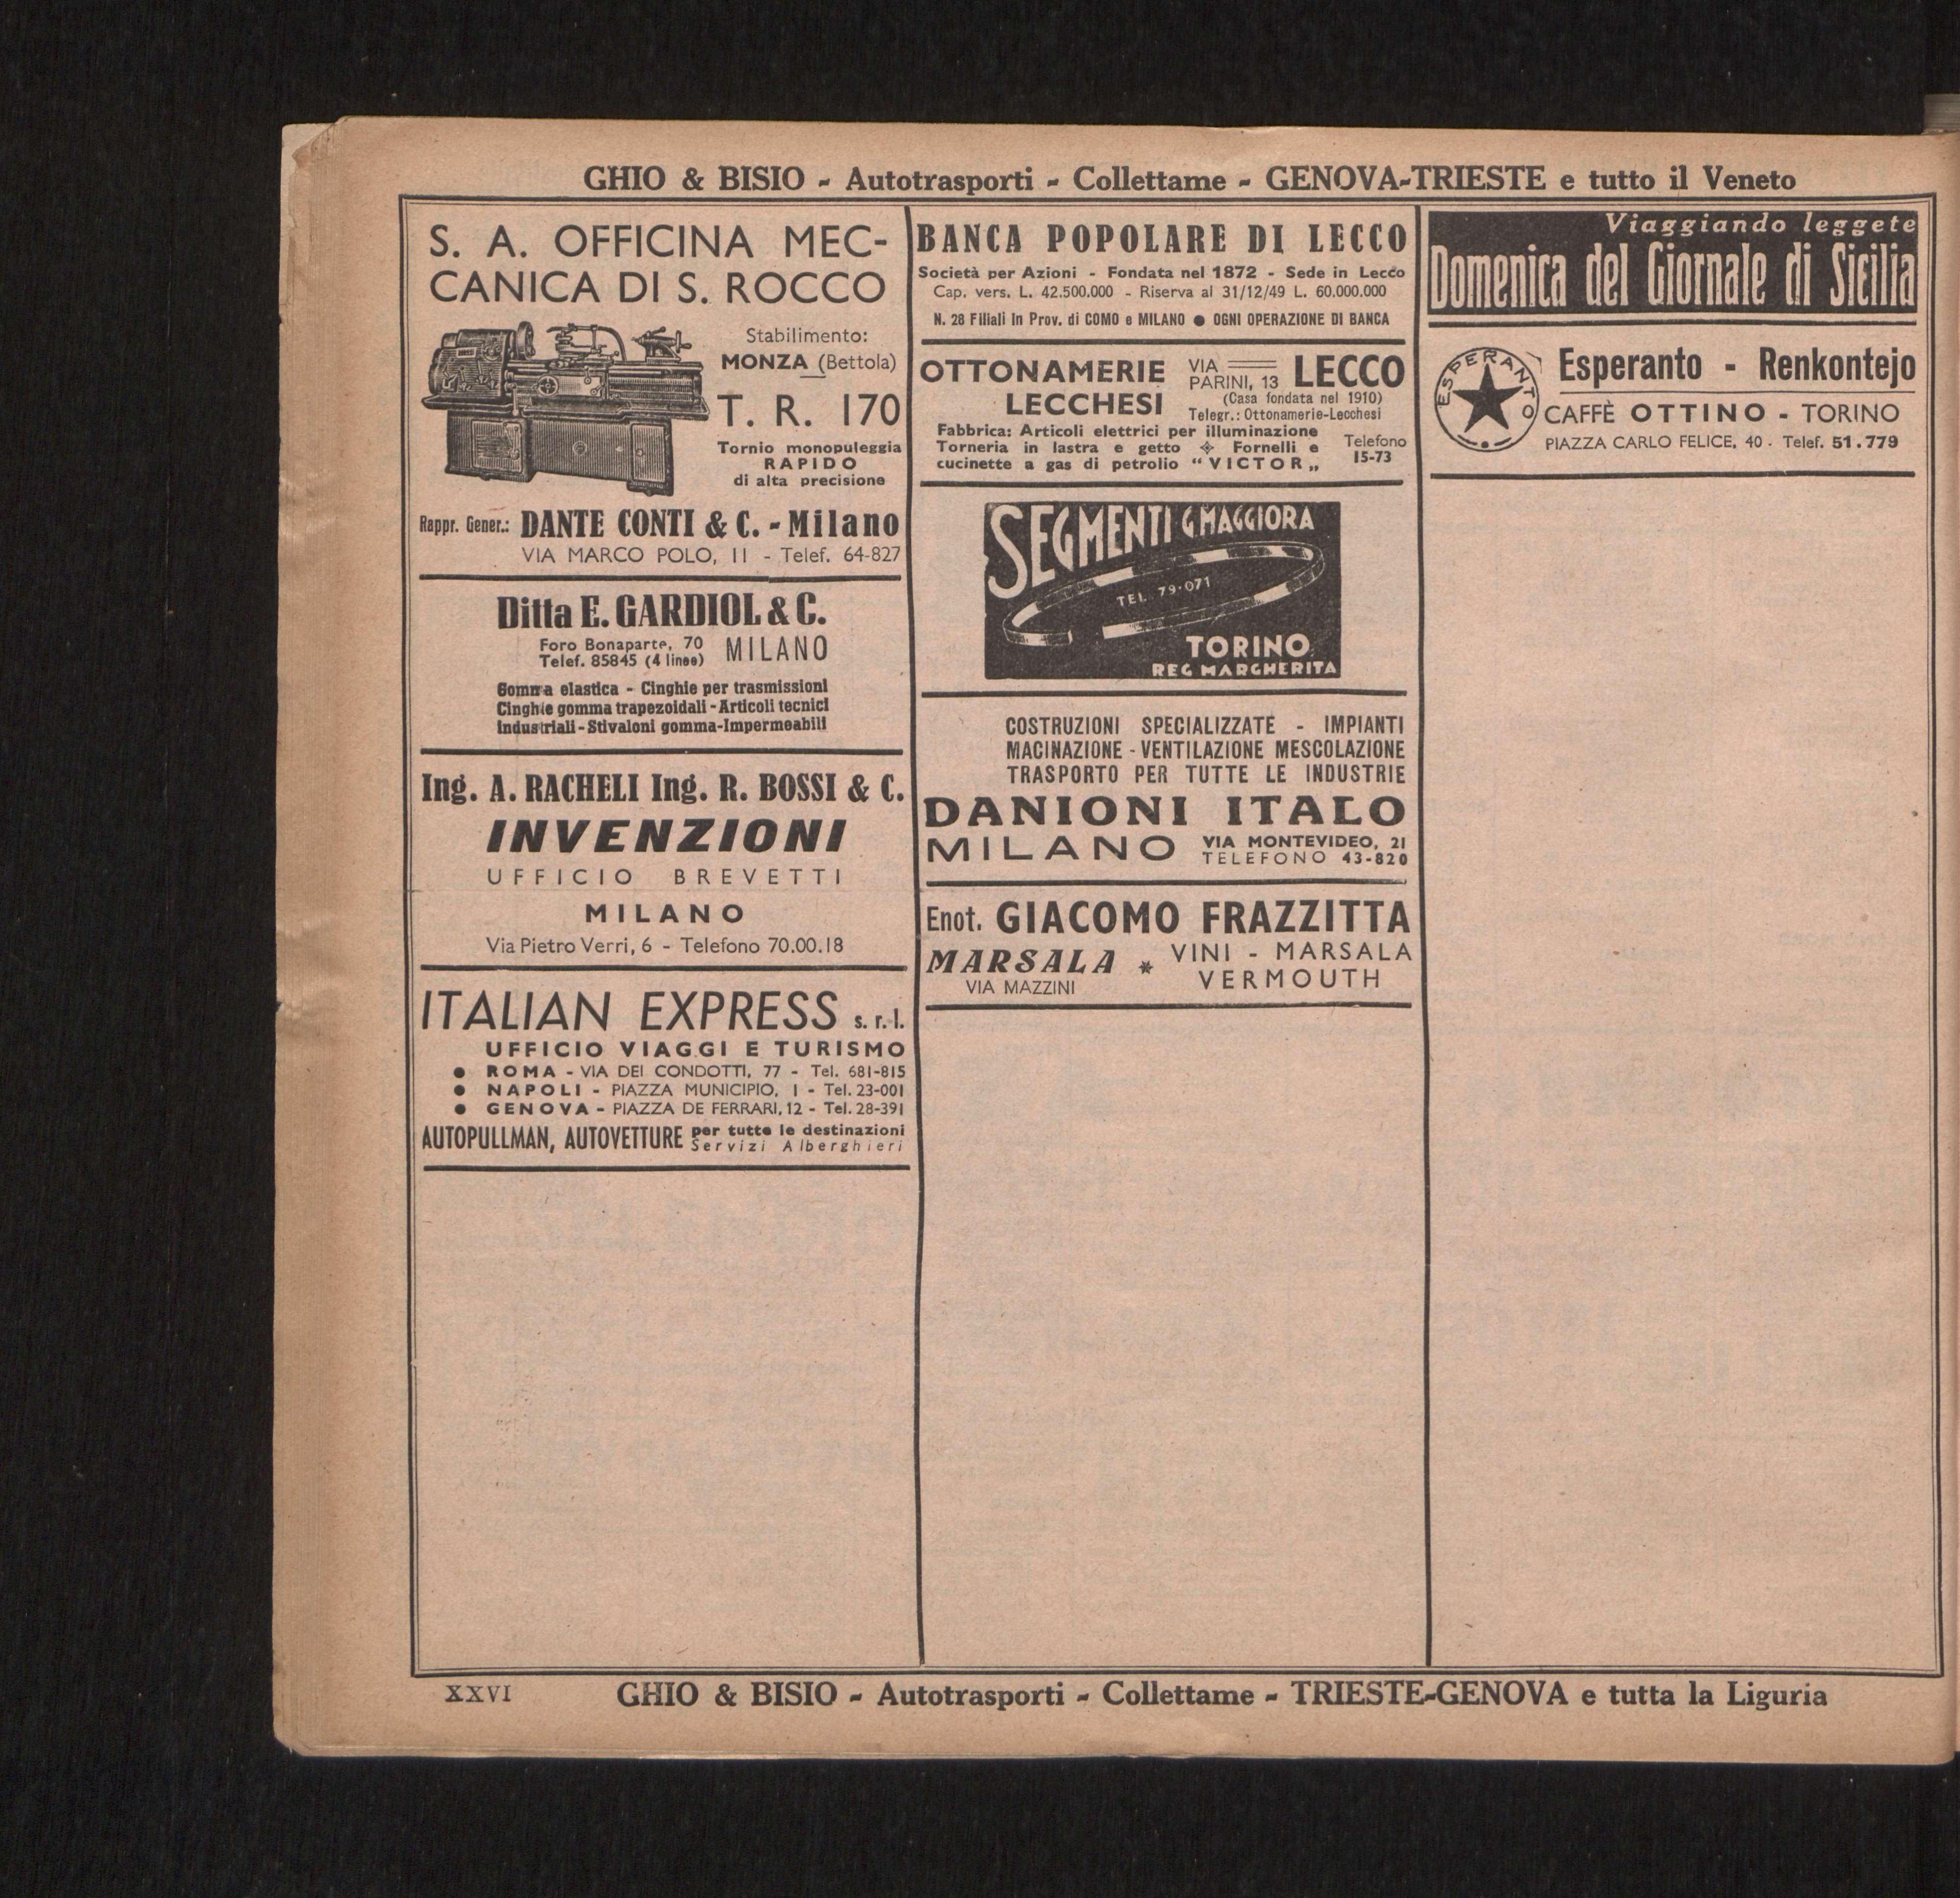 GHIO & BISIO - Autotrasporti - Collettame - GENOVA-TRIESTE e tutto il Veneto
S. A. OFFICINA MEC-
CANICA DI S. ROCCO
Stabilimento:
MONZA (Bettola)
T. R. 170
Tornio monopuleggia
RAPIDO
di alta precisione
Rappr. Gener.: DANTE CONTI & C. - Milano
VIA MARCO POLO, 11 - Telef. 64-827
Ditta E. GARDIOL & C.
Foro Bonaparte, 70
Telef. 85845 (4 linee)
MILANO
Gomma elastica - Cinghie per trasmissioni
Cinghie gomma trapezoidali - Articoli tecnici
industriali - Stivaloni gomma-Impermeabili
Ing. A. RACHELI Ing. R. BOSSI & C.
INVENZIONI
UFFICIO BREVETTI
MILANO
Via Pietro Verri, 6 - Telefono 70.00.18
ITALIAN EXPRESS s. r. l.
UFFICIO VIAGGI E TURISMO
● ROMA - VIA DEI CONDOTTI, 77 - Tel. 681-815
● NAPOLI - PIAZZA MUNICIPIO, 1 - Tel. 23-001
● GENOVA - PIAZZA DE FERRARI, 12 - Tel. 28-391
AUTOPULLMAN, AUTOVETTURE per tutte le destinazioni
Servizi Alberghieri
BANCA POPOLARE DI LECCO
Società per Azioni - Fondata nel 1872 - Sede in Lecco
Cap. vers. L. 42.500.000 - Riserva al 31/12/49 L. 60.000.000
N. 28 Filiali in Prov. di COMO e MILANO ● OGNI OPERAZIONE DI BANCA
OTTONAMERIE
LECCHESI
VIA
PARINI, 13
LECCO
(Casa fondata nel 1910)
Telegr.: Ottonamerie-Lecchesi
Fabbrica: Articoli elettrici per illuminazione
Torneria in lastra e getto ✧ Fornelli e
cucinette a gas di petrolio “VICTOR„
Telefono
15-73
SEGMENTI G. MAGGIORA
TEL. 79·071
TORINO
REG MARGHERITA
COSTRUZIONI SPECIALIZZATE - IMPIANTI
MACINAZIONE - VENTILAZIONE MESCOLAZIONE
TRASPORTO PER TUTTE LE INDUSTRIE
DANIONI ITALO
MILANO
VIA MONTEVIDEO, 21
TELEFONO 43-820
Enot. GIACOMO FRAZZITTA
MARSALA *
VIA MAZZINI
VINI - MARSALA
VERMOUTH
Viaggiando leggete
Domenica del Giornale di Sicilia
ESPERANTO
Esperanto - Renkontejo
CAFFÈ OTTINO - TORINO
PIAZZA CARLO FELICE, 40 - Telef. 51.779
XXVI
GHIO & BISIO - Autotrasporti - Collettame - TRIESTE-GENOVA e tutta la Liguria